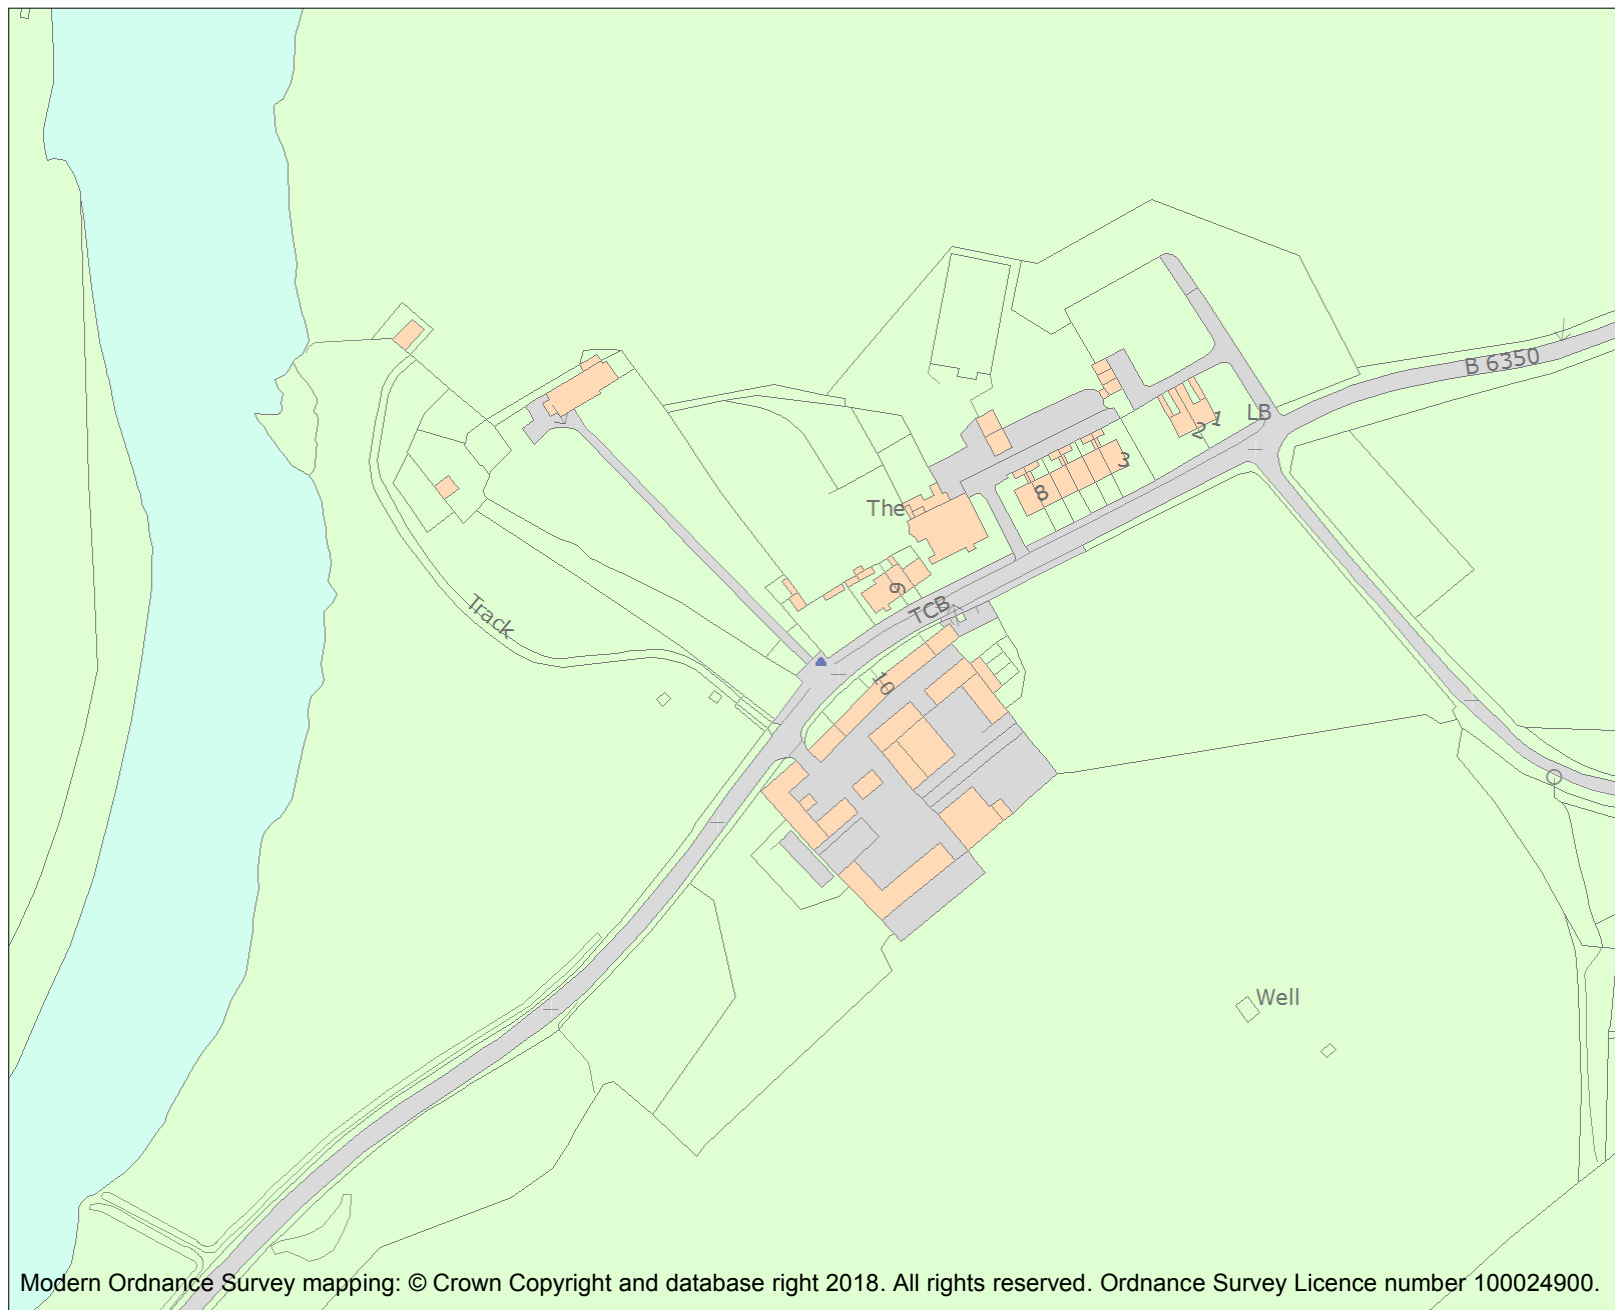 B 6350
LB
1
2
3
8
The
9
TCB
Track
10
Well
Modern Ordnance Survey mapping: © Crown Copyright and database right 2018. All rights reserved. Ordnance Survey Licence number 100024900.